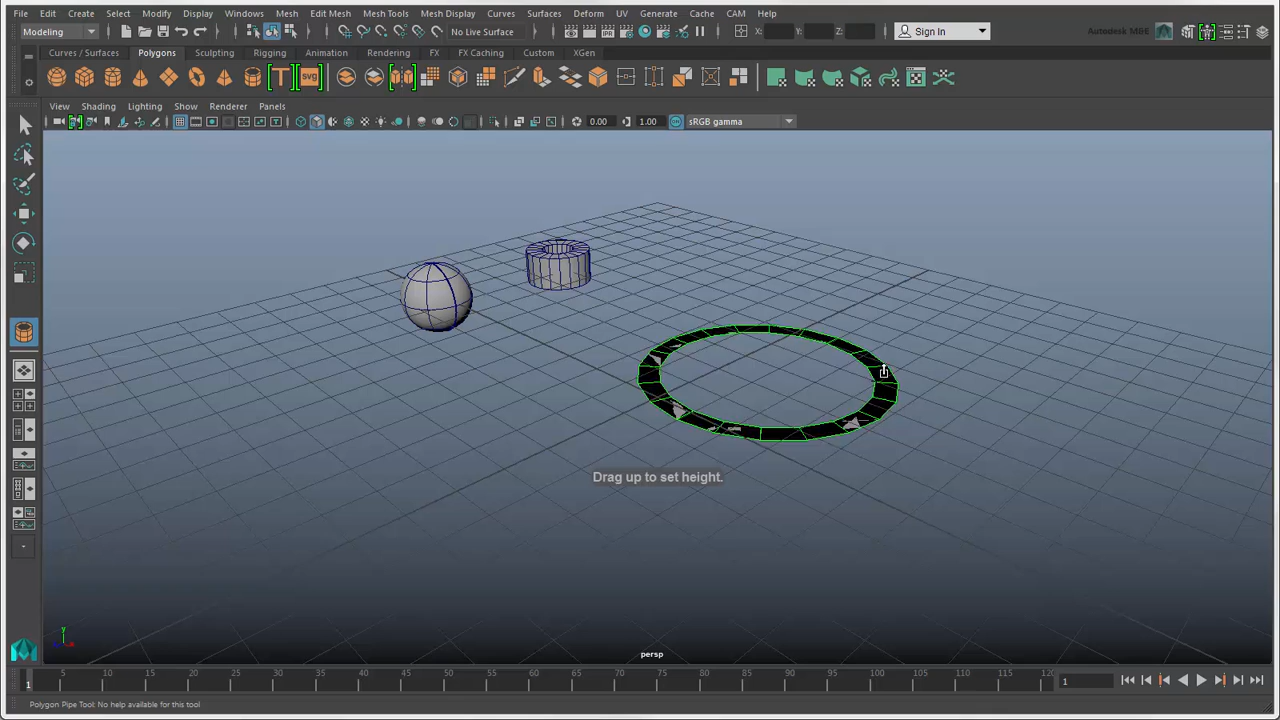 File Edit Create Select Modify Display Windows Mesh Edit Mesh Mesh Tools Mesh Display Curves Surfaces Deform UV Generate Cache CAM Help
Modeling No Live Surface X: Y: Z: Sign In Autodesk M&E
Curves / Surfaces Polygons Sculpting Rigging Animation Rendering FX FX Caching Custom XGen
T svg
View Shading Lighting Show Renderer Panels
0.00 1.00 sRGB gamma
Drag up to set height.
y
persp
5 10 15 20 25 30 35 40 45 50 55 60 65 70 75 80 85 90 95 100 105 110 115 120
1 1
Polygon Pipe Tool: No help available for this tool